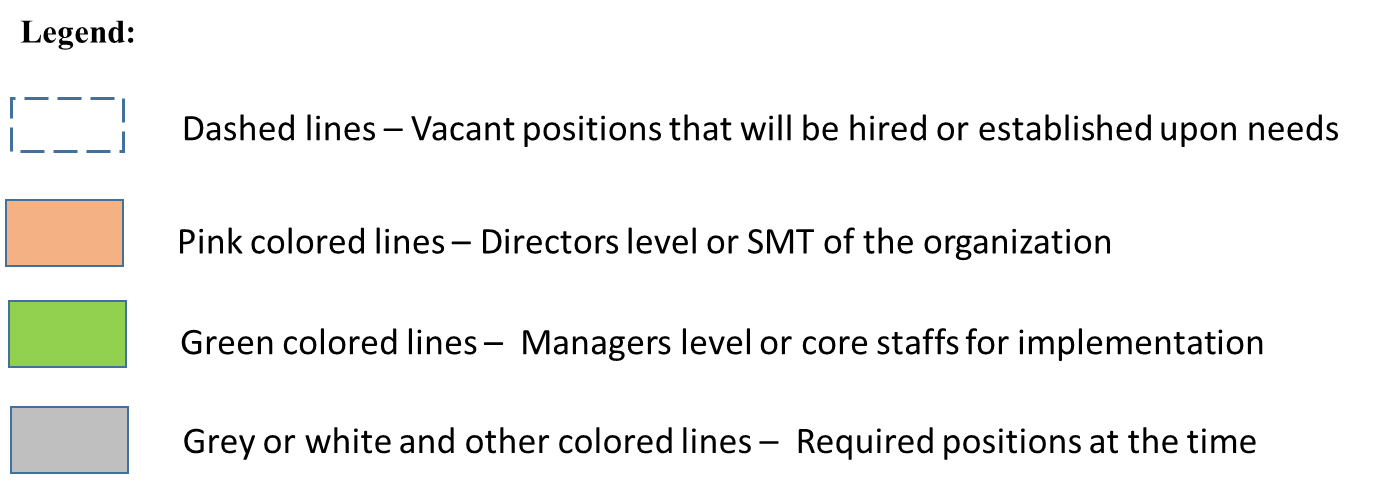 Legend:
Dashed lines – Vacant positions that will be hired or established upon needs
Pink colored lines – Directors level or SMT of the organization
Green colored lines – Managers level or core staffs for implementation
Grey or white and other colored lines – Required positions at the time